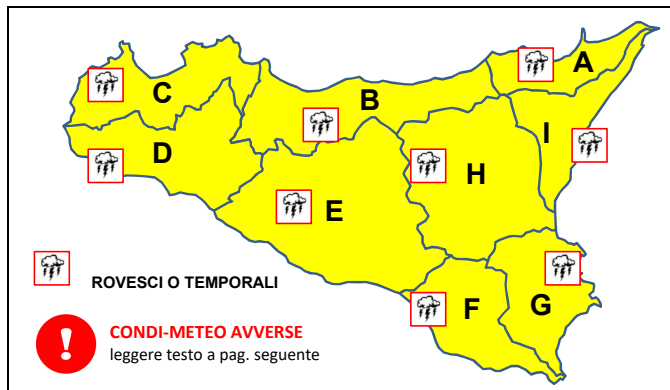 A
C
B
I
D
H
E
F
G
ROVESCI O TEMPORALI
! CONDI-METEO AVVERSE
leggere testo a pag. seguente